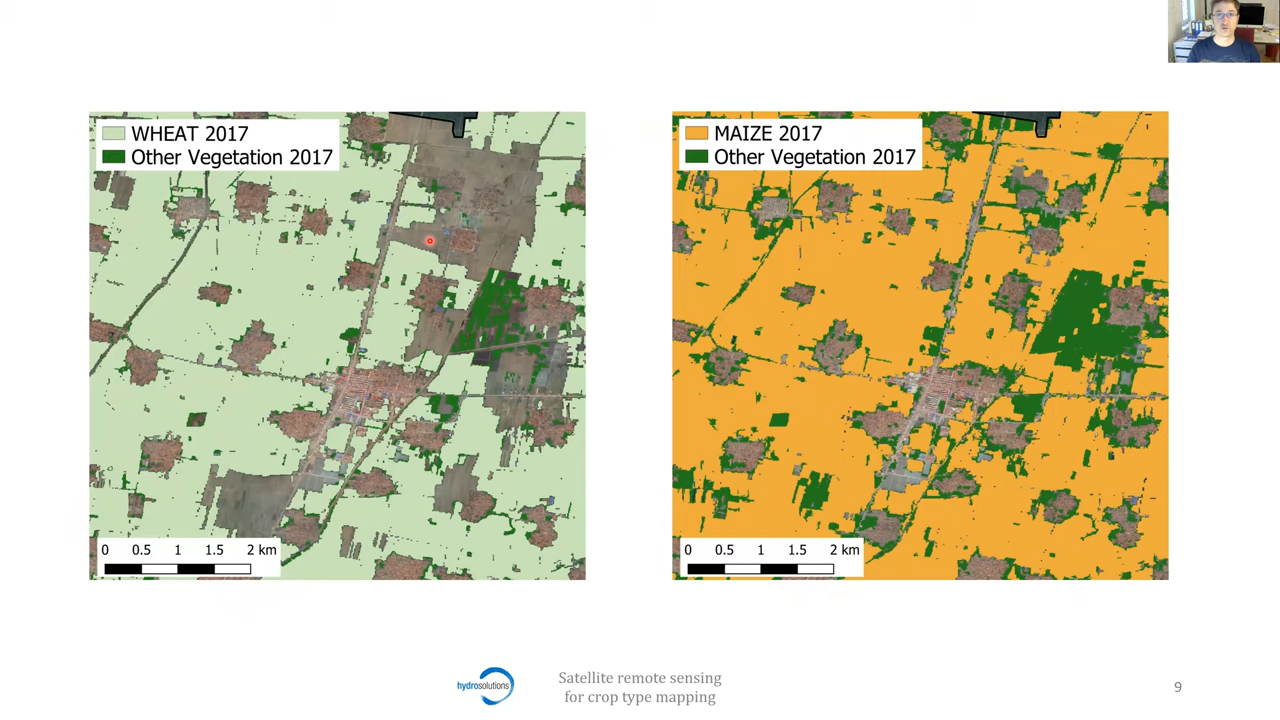 WHEAT 2017
Other Vegetation 2017
0 0.5 1 1.5 2 km
MAIZE 2017
Other Vegetation 2017
0 0.5 1 1.5 2 km
hydrosolutions
Satellite remote sensing
for crop type mapping
9